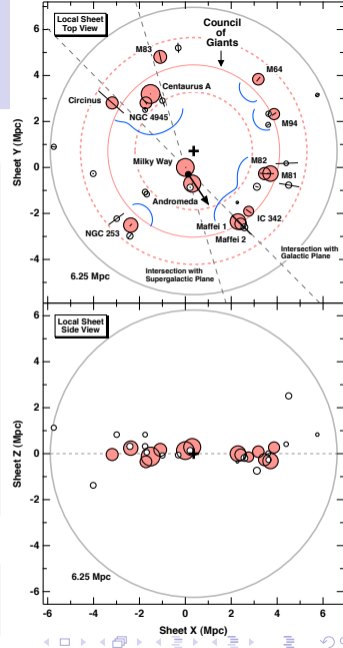 Local Sheet
Top View
Council
of
Giants
M83
M64
Centaurus A
Circinus
M94
NGC 4945
M82
Milky Way
M81
Andromeda
IC 342
Maffei 1
Maffei 2
NGC 253
Intersection with
Galactic Plane
Intersection with
Supergalactic Plane
6.25 Mpc
Sheet Y (Mpc)
6
4
2
0
-2
-4
Local Sheet
Side View
6.25 Mpc
Sheet Z (Mpc)
6
4
2
0
-2
-4
-6
-6 -4 -2 0 2 4 6
Sheet X (Mpc)